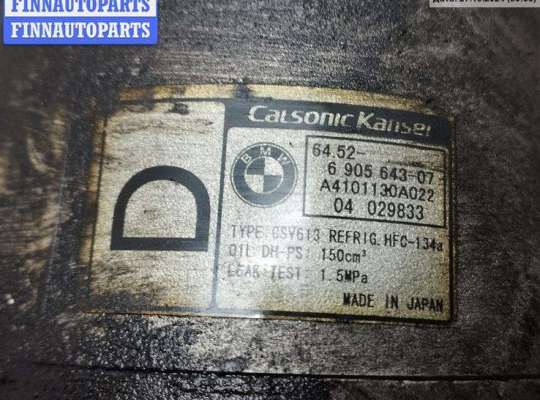 FINNAUTOPARTS
FINNAUTOPARTS
CALSONIC KANSEI
BMW
D
64.52-
6 905 643-07
A4101130A022
04 029833
TYPE CSV613 REFRIG. HFC-134a
OIL DH-PS: 150cm³
LEAK TEST: 1.5MPa
MADE IN JAPAN